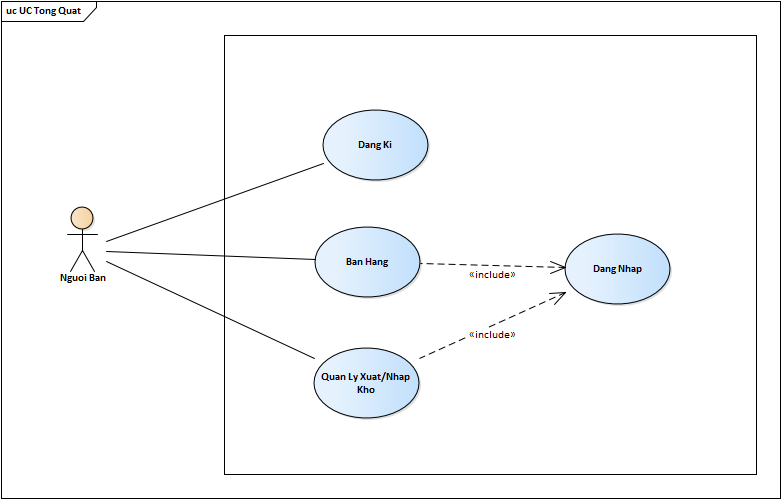 uc UC Tong Quat
Dang Ki
Ban Hang
Dang Nhap
«include»
Nguoi Ban
«include»
Quan Ly Xuat/Nhap
Kho